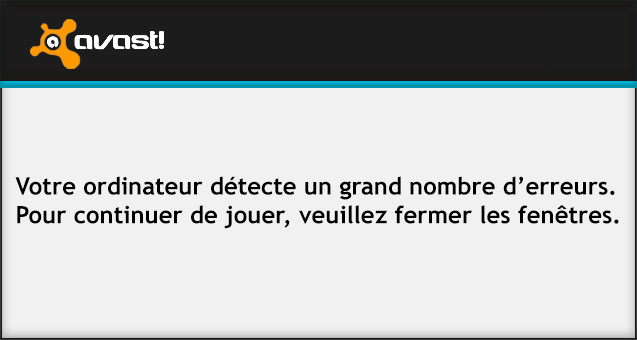 avast!
Votre ordinateur détecte un grand nombre d’erreurs.
Pour continuer de jouer, veuillez fermer les fenêtres.